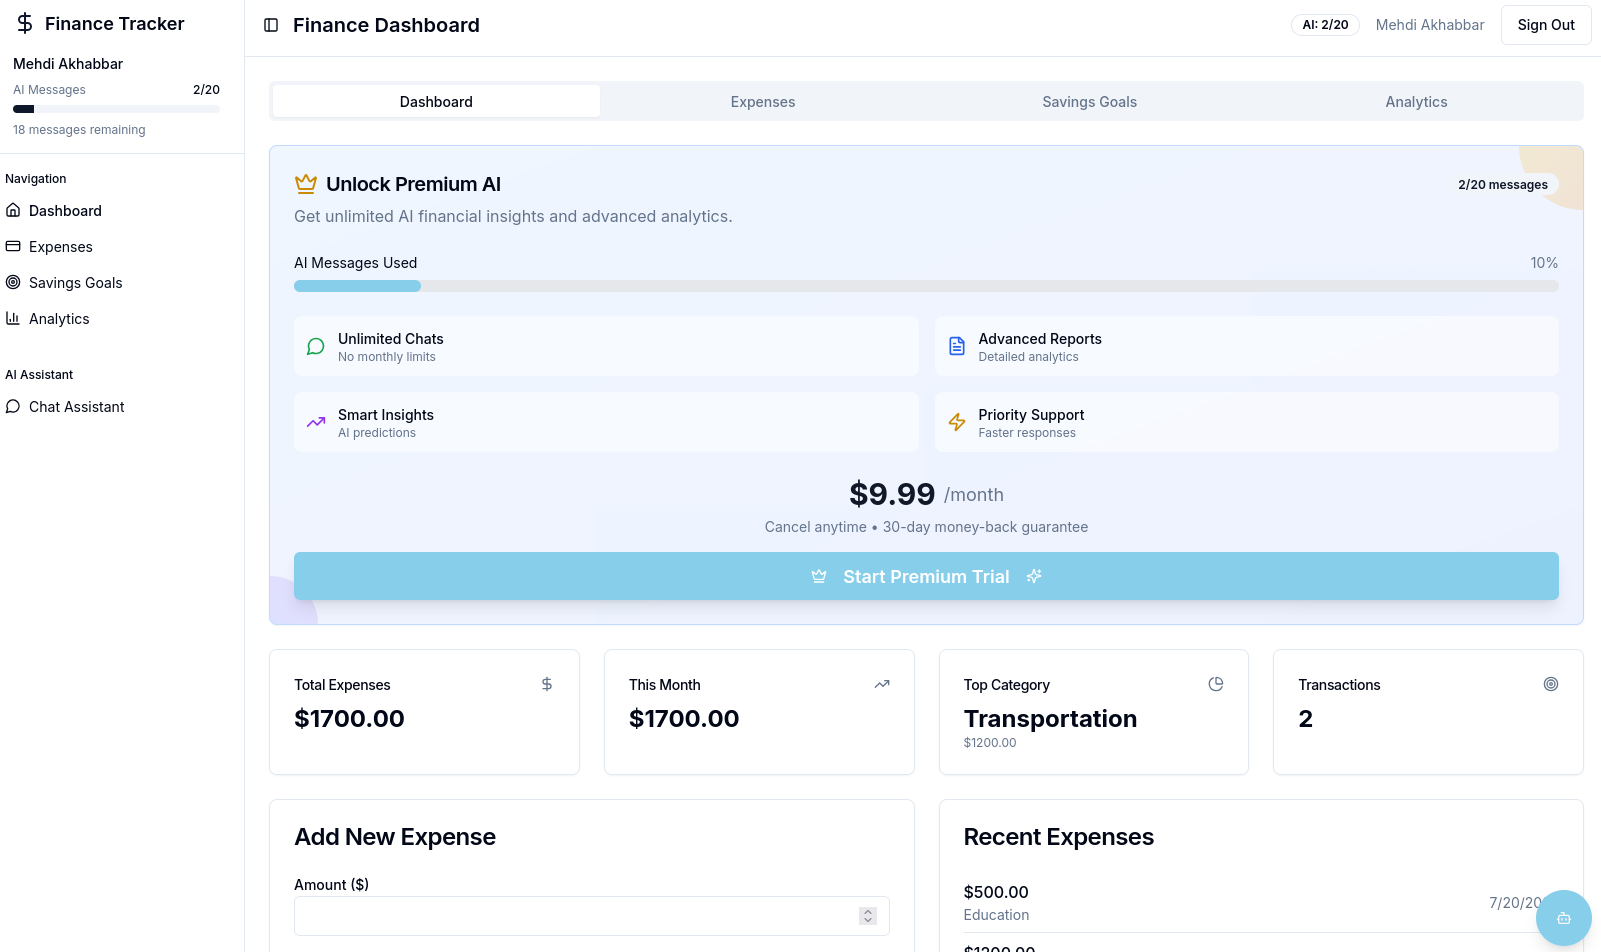 Finance Tracker
Mehdi Akhabbar
AI Messages 2/20
18 messages remaining
Navigation
Dashboard
Expenses
Savings Goals
Analytics
AI Assistant
Chat Assistant
Finance Dashboard
AI: 2/20 Mehdi Akhabbar Sign Out
Dashboard Expenses Savings Goals Analytics
Unlock Premium AI
2/20 messages
Get unlimited AI financial insights and advanced analytics.
AI Messages Used 10%
Unlimited Chats
No monthly limits
Advanced Reports
Detailed analytics
Smart Insights
AI predictions
Priority Support
Faster responses
$9.99 /month
Cancel anytime • 30-day money-back guarantee
Start Premium Trial
Total Expenses
$1700.00
This Month
$1700.00
Top Category
Transportation
$1200.00
Transactions
2
Add New Expense
Amount ($)
Recent Expenses
$500.00
Education
7/20/20
$1200.00